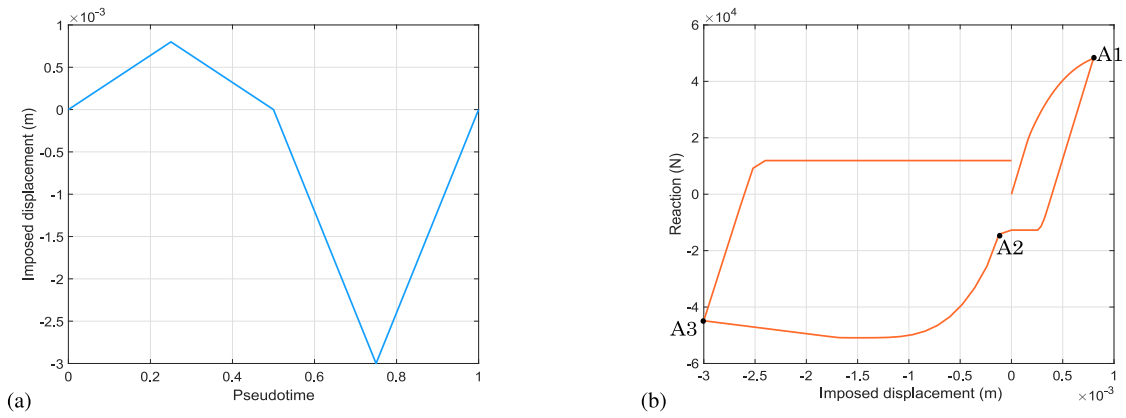 ×10⁻³
1
0.5
0
-0.5
-1
-1.5
-2
-2.5
-3
Imposed displacement (m)
0 0.2 0.4 0.6 0.8 1
Pseudotime
(a)
×10⁴
6
4
2
0
-2
-4
-6
Reaction (N)
A1
A2
A3
-3 -2.5 -2 -1.5 -1 -0.5 0 0.5 1
Imposed displacement (m)
×10⁻³
(b)